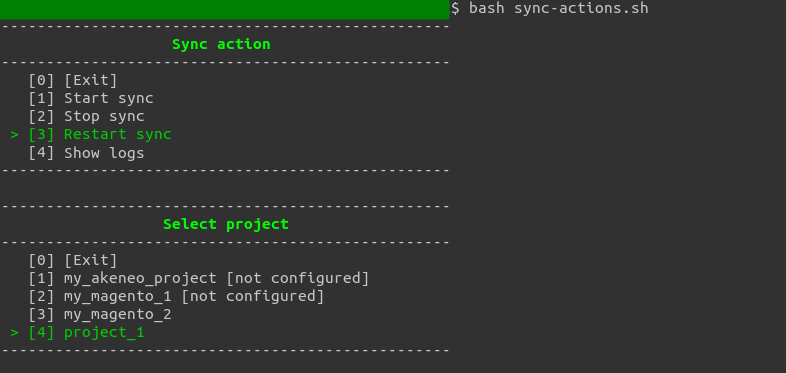 $ bash sync-actions.sh
--------------------------------------------------
Sync action
--------------------------------------------------
[0] [Exit]
[1] Start sync
[2] Stop sync
> [3] Restart sync
[4] Show logs
--------------------------------------------------
--------------------------------------------------
Select project
--------------------------------------------------
[0] [Exit]
[1] my_akeneo_project [not configured]
[2] my_magento_1 [not configured]
[3] my_magento_2
> [4] project_1
--------------------------------------------------